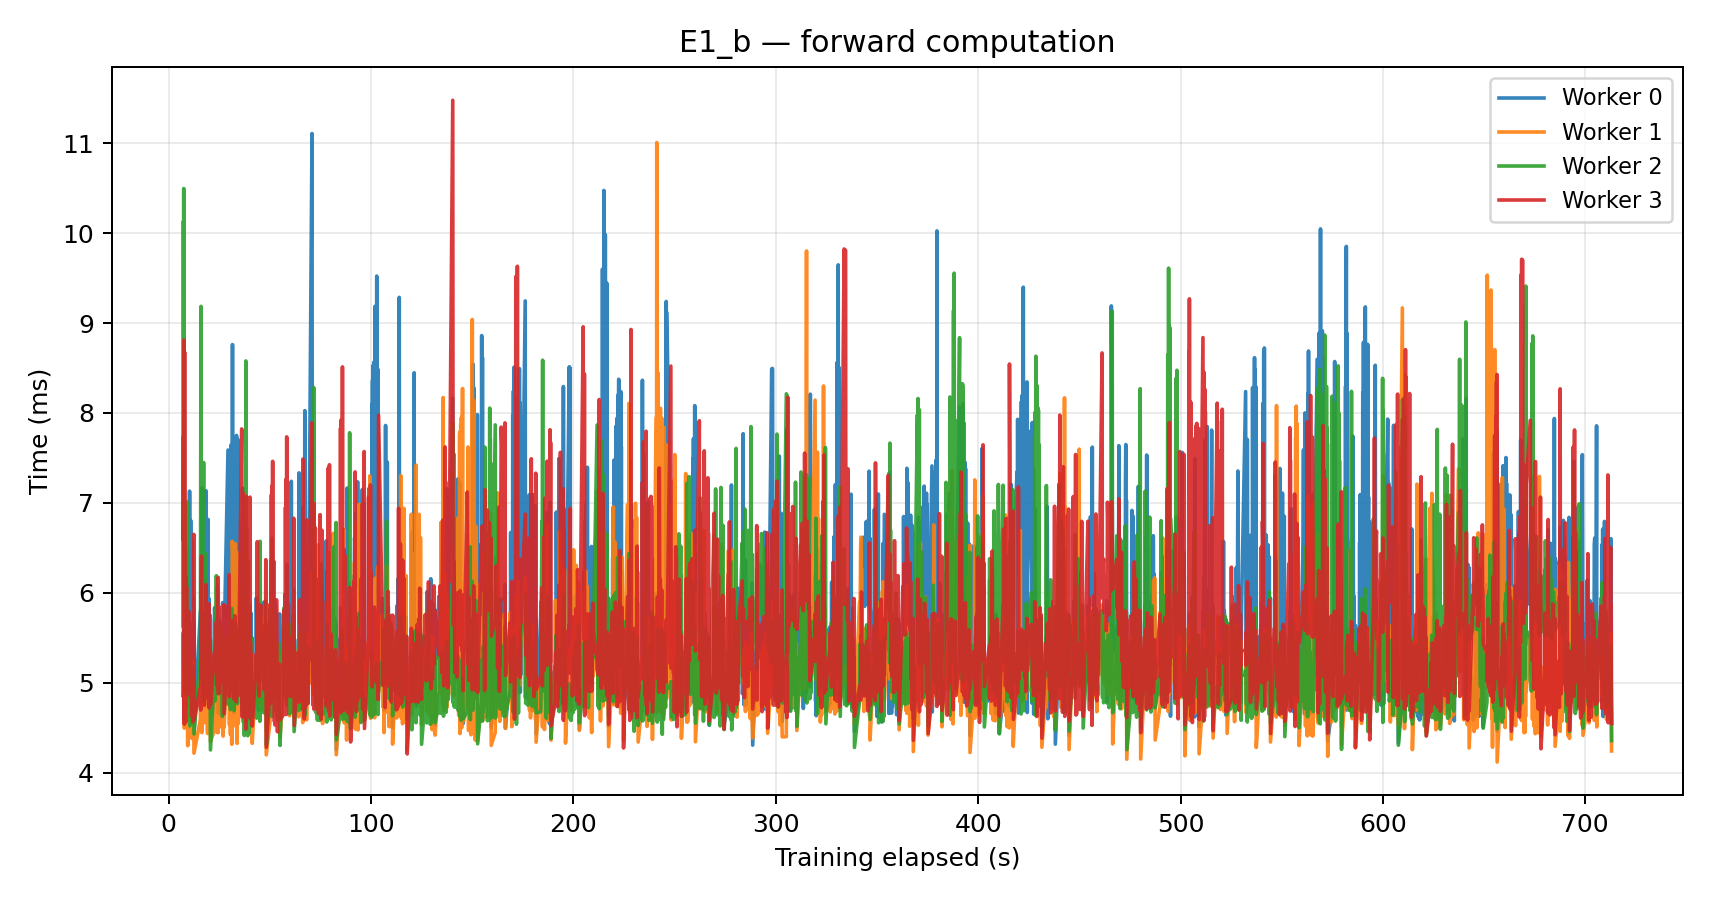 E1_b — forward computation
Worker 0
Worker 1
Worker 2
Worker 3
Time (ms)
11
10
9
8
7
6
5
4
0 100 200 300 400 500 600 700
Training elapsed (s)